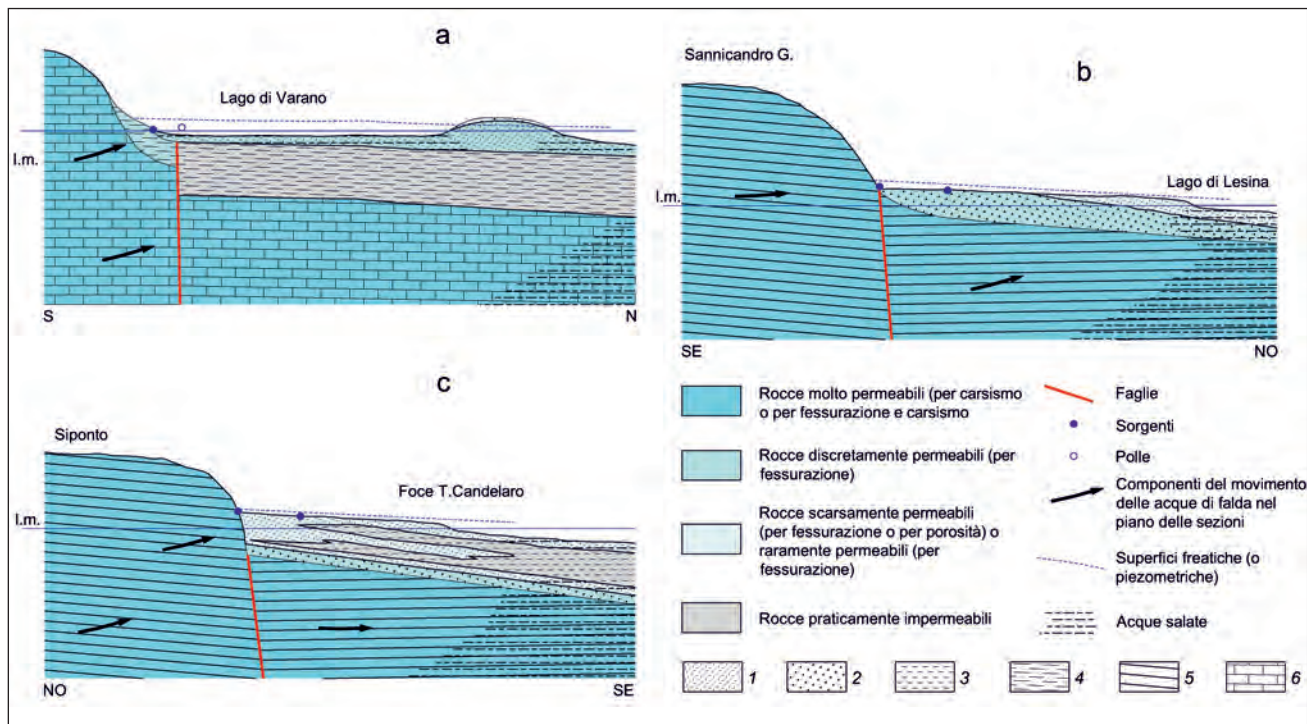 a
Lago di Varano
l.m.
S
N
Sannicandro G.
b
Lago di Lesina
l.m.
SE
NO
c
Siponto
Foce T.Candelaro
l.m.
NO
SE
Rocce molto permeabili (per carsismo
o per fessurazione e carsismo
Rocce discretamente permeabili (per
fessurazione)
Rocce scarsamente permeabili
(per fessurazione o per porosità) o
raramente permeabili (per
fessurazione)
Rocce praticamente impermeabili
Faglie
Sorgenti
Polle
Componenti del movimento
delle acque di falda nel
piano delle sezioni
Superfici freatiche (o
piezometriche)
Acque salate
1
2
3
4
5
6